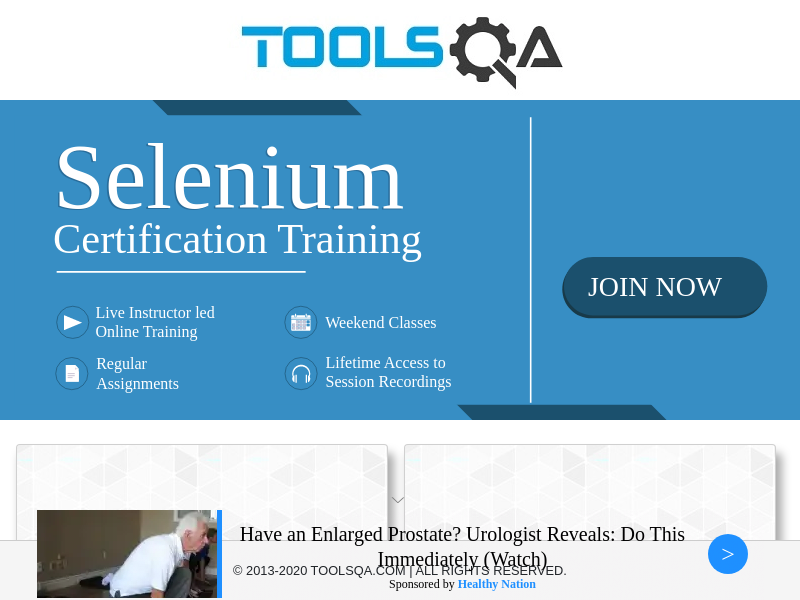 TOOLSQA
Selenium
Certification Training
Live Instructor led
Online Training
Weekend Classes
Regular
Assignments
Lifetime Access to
Session Recordings
JOIN NOW
Have an Enlarged Prostate? Urologist Reveals: Do This
Immediately (Watch)
© 2013-2020 TOOLSQA.COM | ALL RIGHTS RESERVED.
Sponsored by Healthy Nation
>